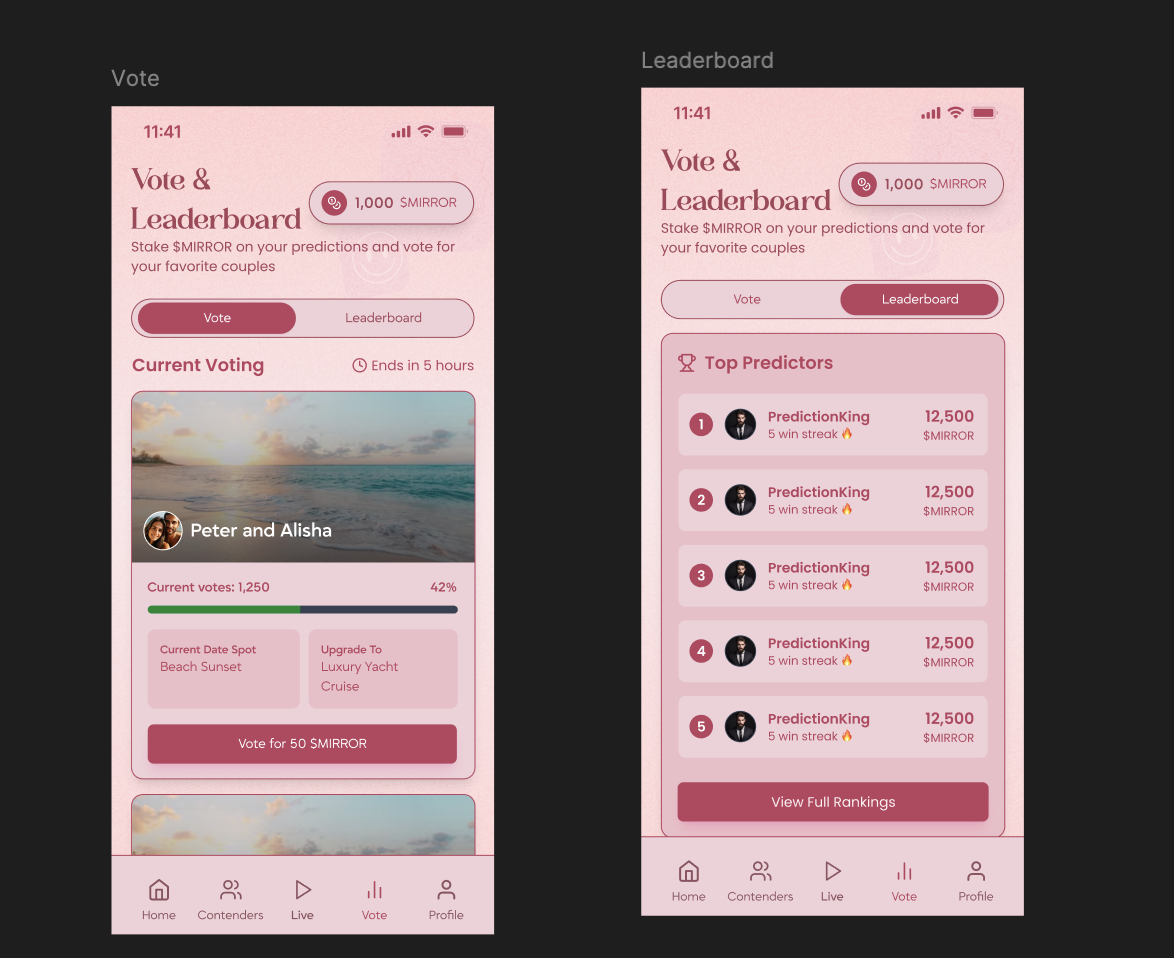 Vote
11:41
Vote &
Leaderboard
1,000 $MIRROR
Stake $MIRROR on your predictions and vote for
your favorite couples
Vote
Leaderboard
Current Voting
Ends in 5 hours
Peter and Alisha
Current votes: 1,250
42%
Current Date Spot
Beach Sunset
Upgrade To
Luxury Yacht
Cruise
Vote for 50 $MIRROR
Home
Contenders
Live
Vote
Profile
Leaderboard
11:41
Vote &
Leaderboard
1,000 $MIRROR
Stake $MIRROR on your predictions and vote for
your favorite couples
Vote
Leaderboard
Top Predictors
1
PredictionKing
5 win streak 🔥
12,500
$MIRROR
2
PredictionKing
5 win streak 🔥
12,500
$MIRROR
3
PredictionKing
5 win streak 🔥
12,500
$MIRROR
4
PredictionKing
5 win streak 🔥
12,500
$MIRROR
5
PredictionKing
5 win streak 🔥
12,500
$MIRROR
View Full Rankings
Home
Contenders
Live
Vote
Profile